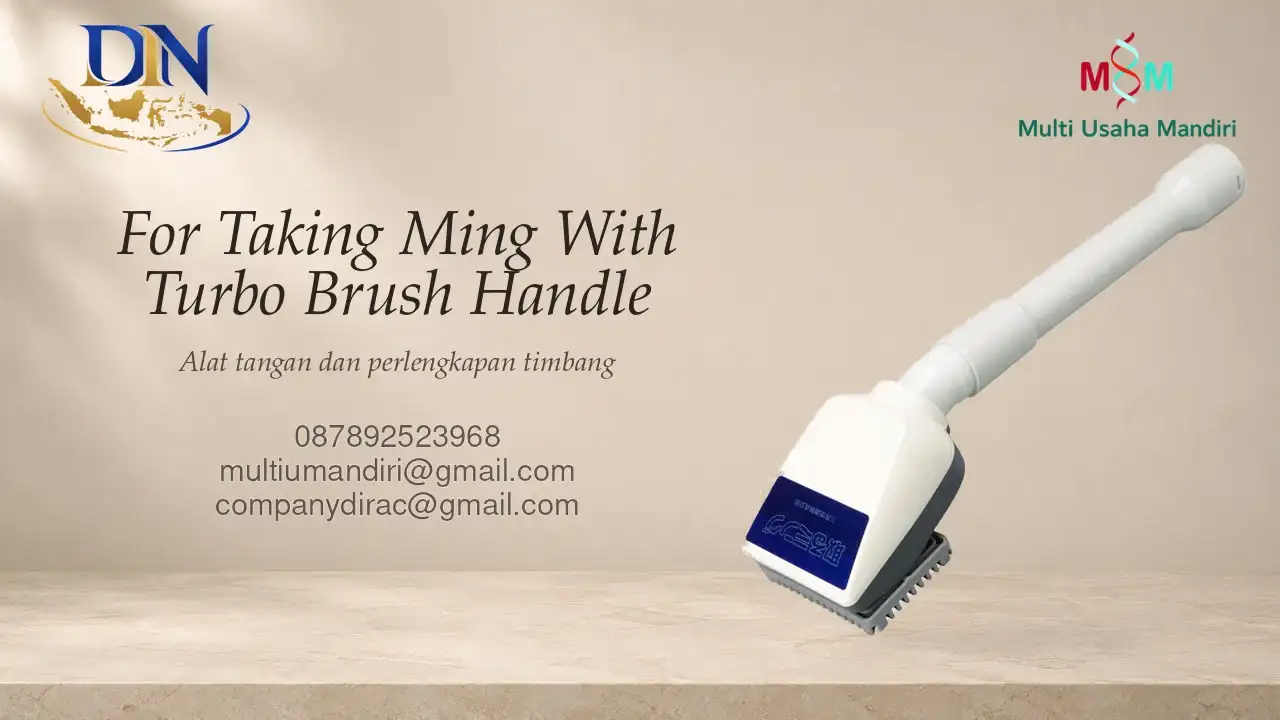 DIN
MSM
Multi Usaha Mandiri
For Taking Ming With
Turbo Brush Handle
Alat tangan dan perlengkapan timbang
087892523968
multiumandiri@gmail.com
companydirac@gmail.com